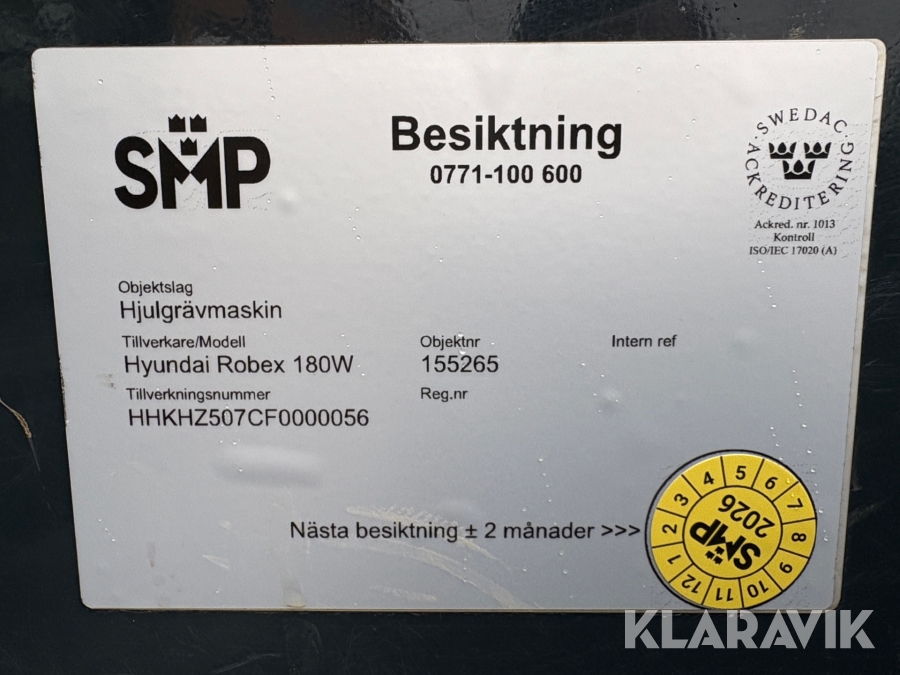 SMP
Besiktning
0771-100 600
SWEDAC
ACKREDITERING
Ackred. nr. 1013
Kontroll
ISO/IEC 17020 (A)
Objektslag
Hjulgrävmaskin
Tillverkare/Modell
Hyundai Robex 180W
Objektnr
155265
Intern ref
Tillverkningsnummer
HHKHZ507CF0000056
Reg.nr
Nästa besiktning ± 2 månader >>>
1 2 3 4 5 6 7 8 9 10 11 12
SMP
2026
KLARAVIK